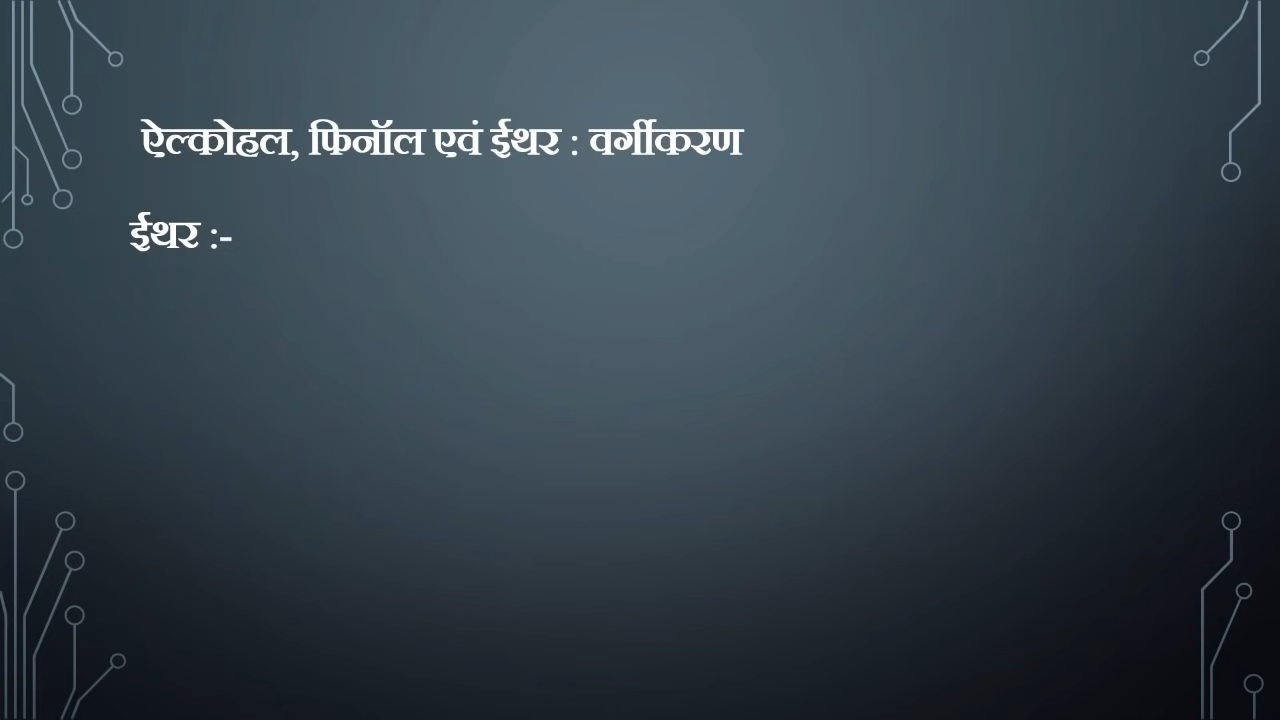 ऐल्कोहल, फिनॉल एवं ईथर : वर्गीकरण
ईथर :-